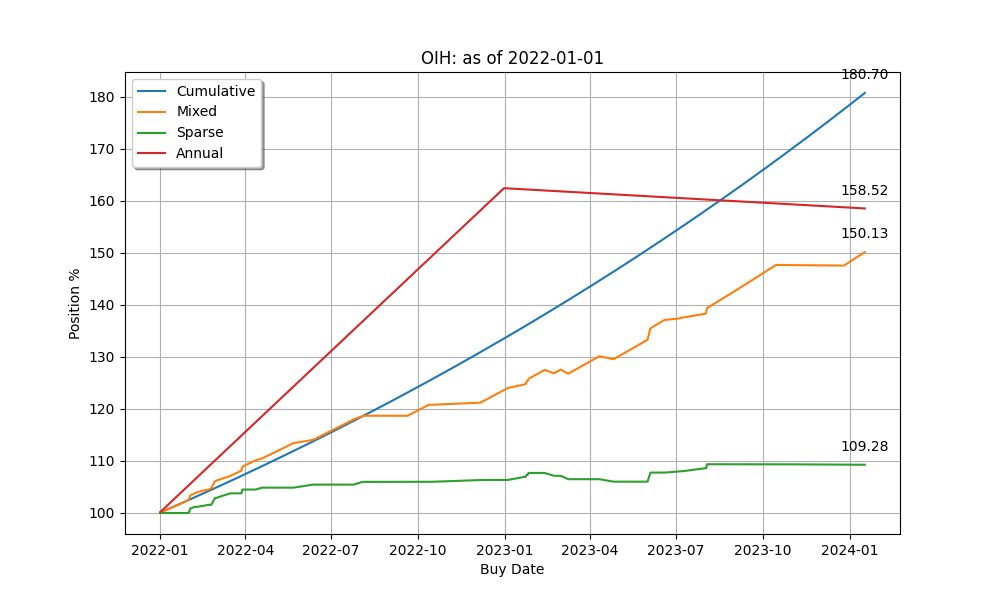 OIH: as of 2022-01-01
180.70
Cumulative
Mixed
Sparse
Annual
158.52
150.13
109.28
180
170
160
150
140
130
120
110
100
Position %
2022-01 2022-04 2022-07 2022-10 2023-01 2023-04 2023-07 2023-10 2024-01
Buy Date